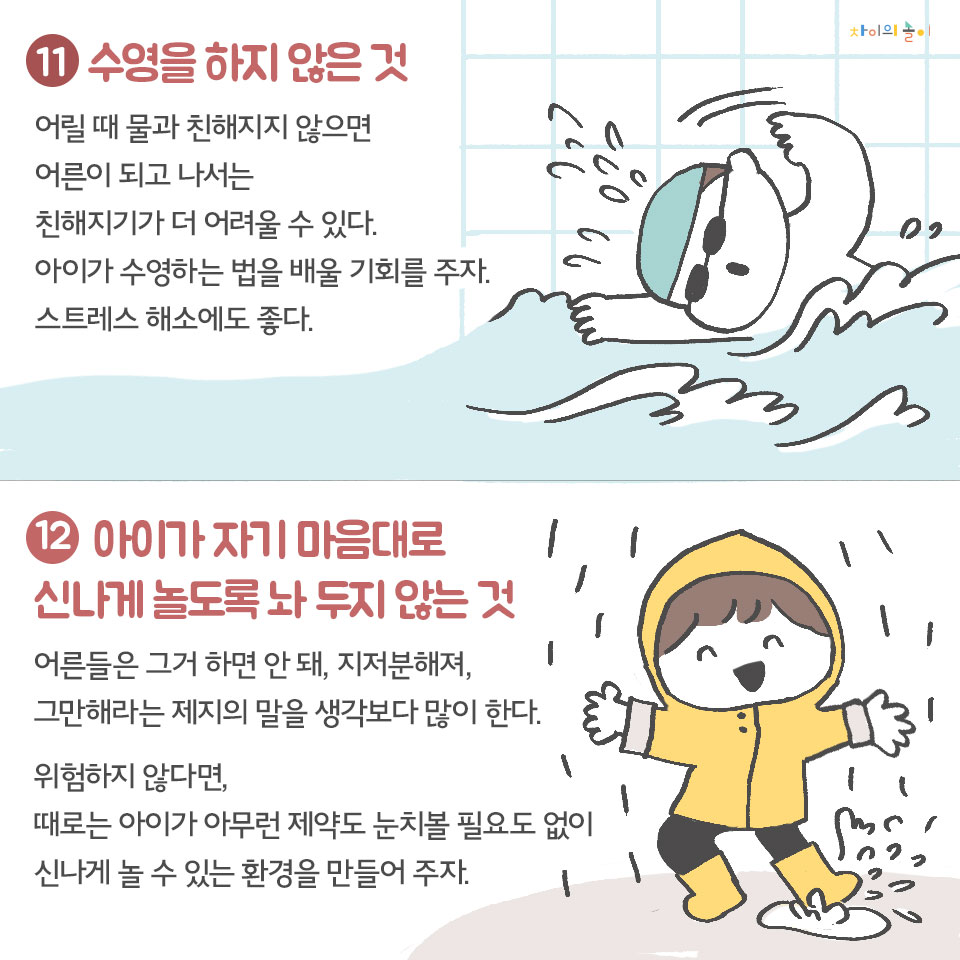 차이의 놀이
11 수영을 하지 않은 것
어릴 때 물과 친해지지 않으면
어른이 되고 나서는
친해지기가 더 어려울 수 있다.
아이가 수영하는 법을 배울 기회를 주자.
스트레스 해소에도 좋다.
12 아이가 자기 마음대로
신나게 놀도록 놔 두지 않는 것
어른들은 그거 하면 안 돼, 지저분해져,
그만해라는 제지의 말을 생각보다 많이 한다.
위험하지 않다면,
때로는 아이가 아무런 제약도 눈치볼 필요도 없이
신나게 놀 수 있는 환경을 만들어 주자.